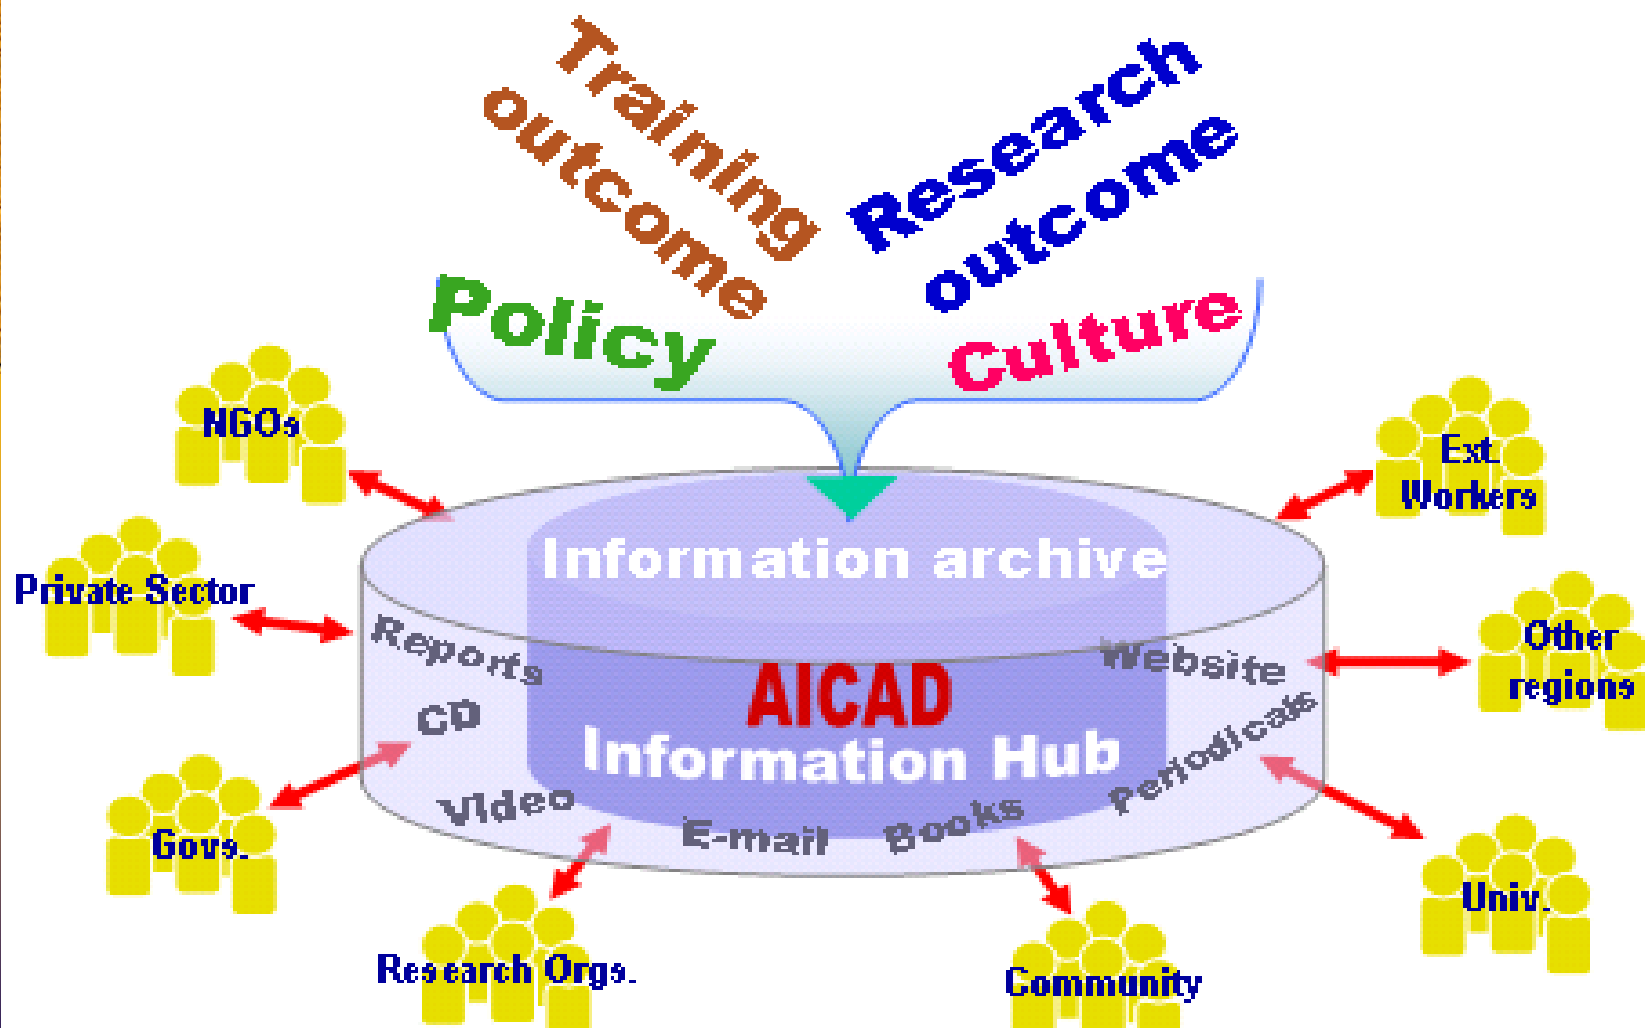 Training
outcome
Research
outcome
Policy
Culture
NGOs
Ext.
Workers
Private Sector
Information archive
Reports
Website
Other
regions
AICAD
Information Hub
CD
Periodicals
Video
E-mail
Books
Govs.
Univ.
Research Orgs.
Community